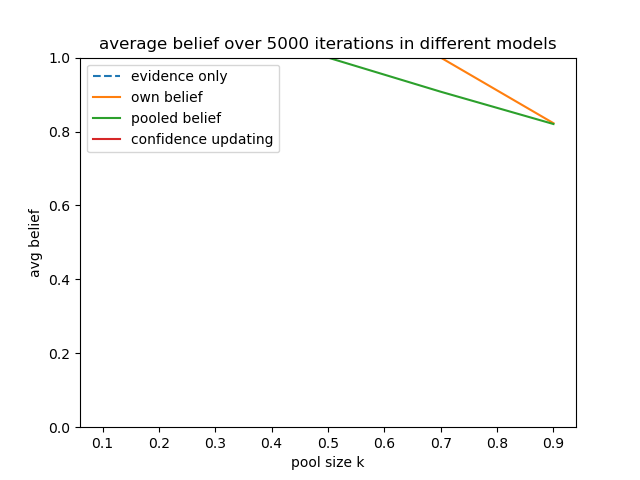 average belief over 5000 iterations in different models
evidence only
own belief
pooled belief
confidence updating
avg belief
1.0
0.8
0.6
0.4
0.2
0.0
0.1 0.2 0.3 0.4 0.5 0.6 0.7 0.8 0.9
pool size k